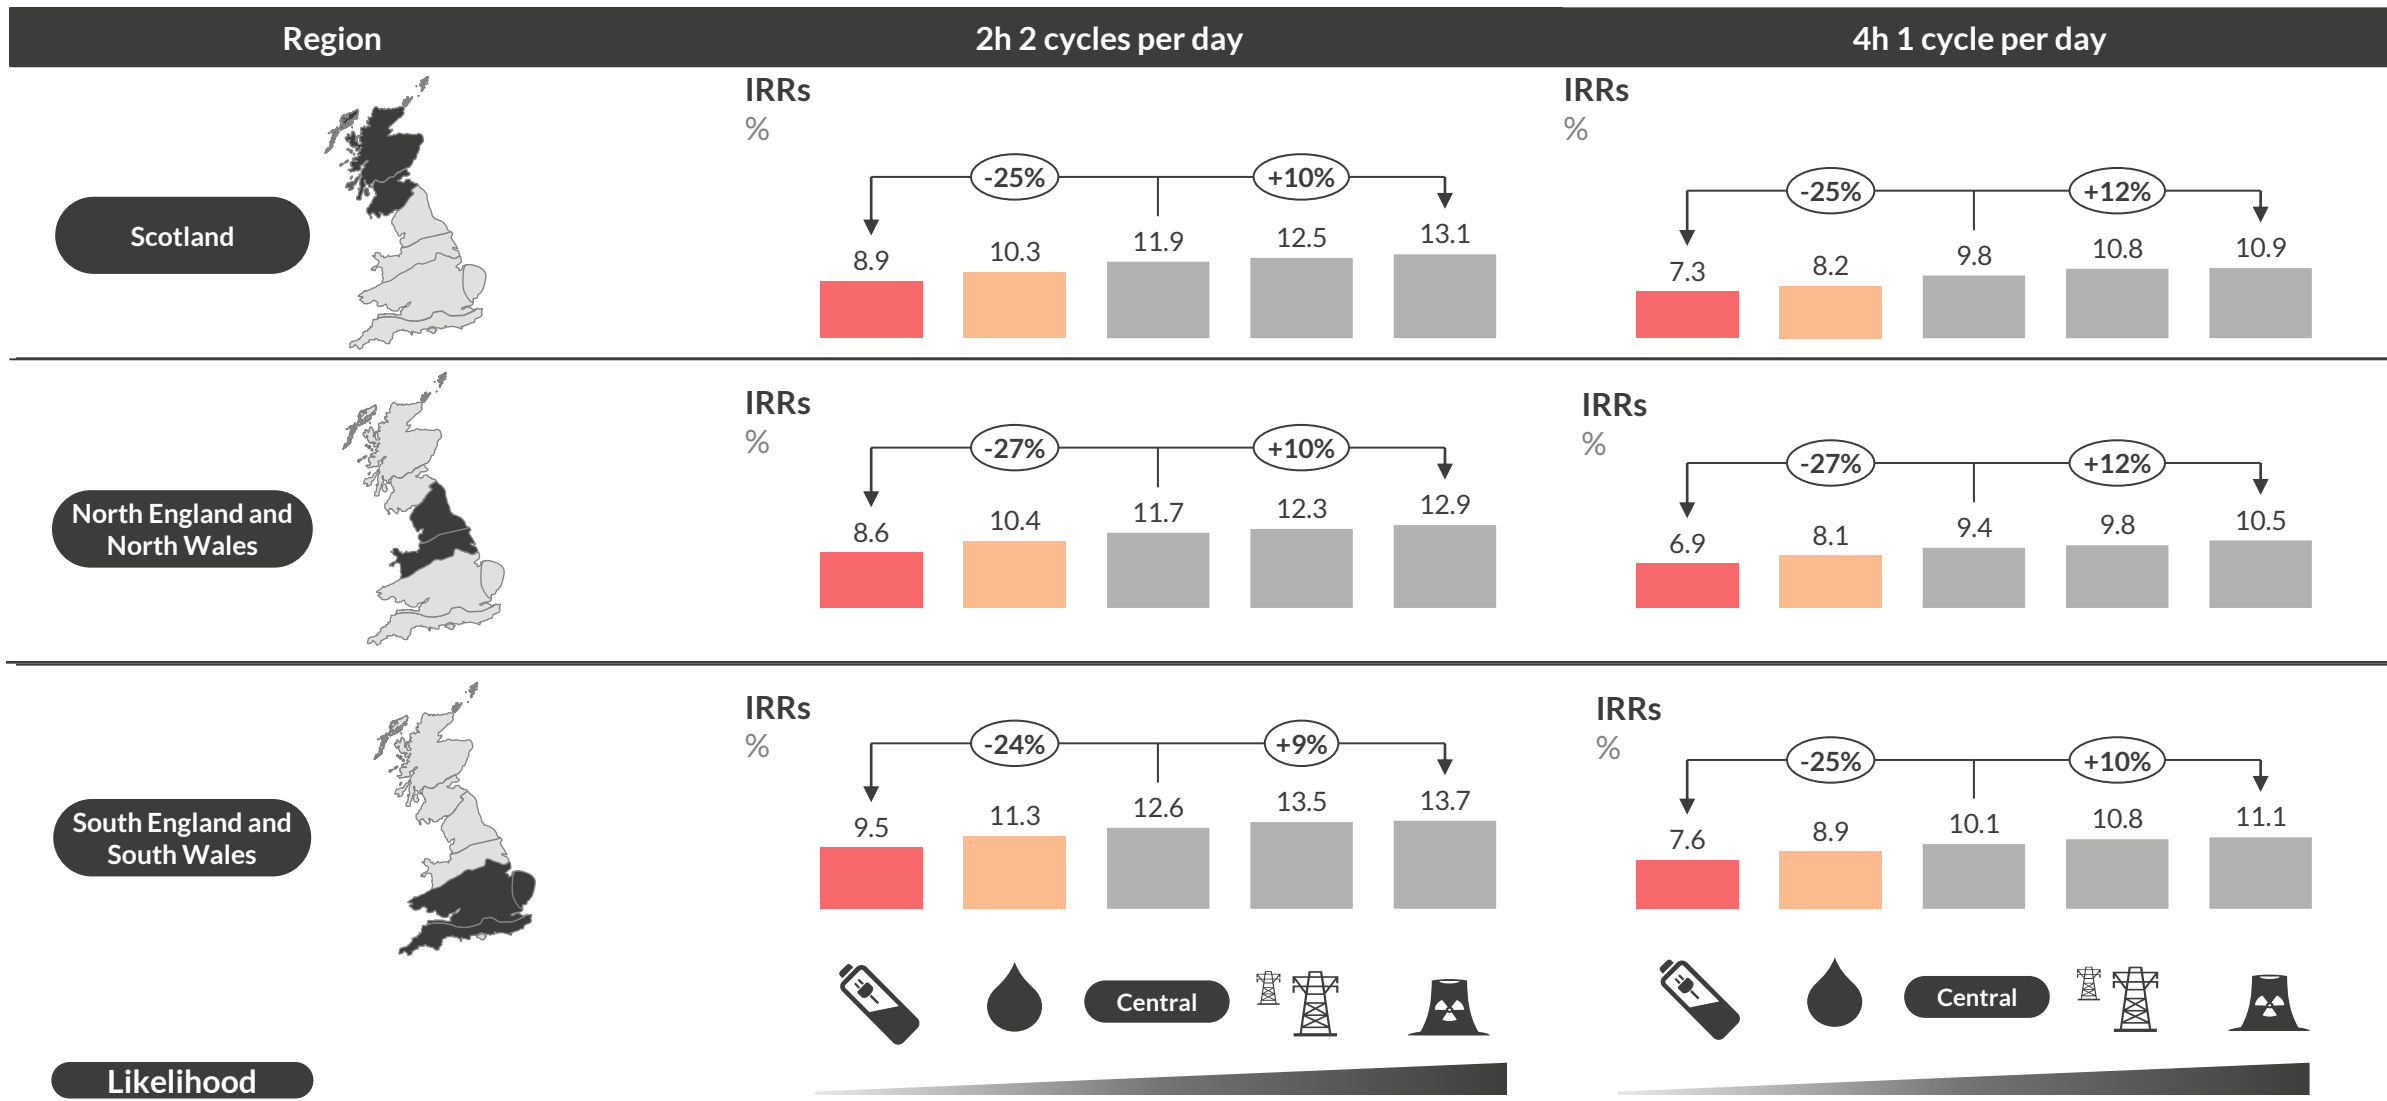 Region
2h 2 cycles per day
4h 1 cycle per day
Scotland
IRRs
%
-25%
+10%
8.9
10.3
11.9
12.5
13.1
IRRs
%
-25%
+12%
7.3
8.2
9.8
10.8
10.9
North England and
North Wales
IRRs
%
-27%
+10%
8.6
10.4
11.7
12.3
12.9
IRRs
%
-27%
+12%
6.9
8.1
9.4
9.8
10.5
South England and
South Wales
IRRs
%
-24%
+9%
9.5
11.3
12.6
13.5
13.7
IRRs
%
-25%
+10%
7.6
8.9
10.1
10.8
11.1
Central
Central
Likelihood